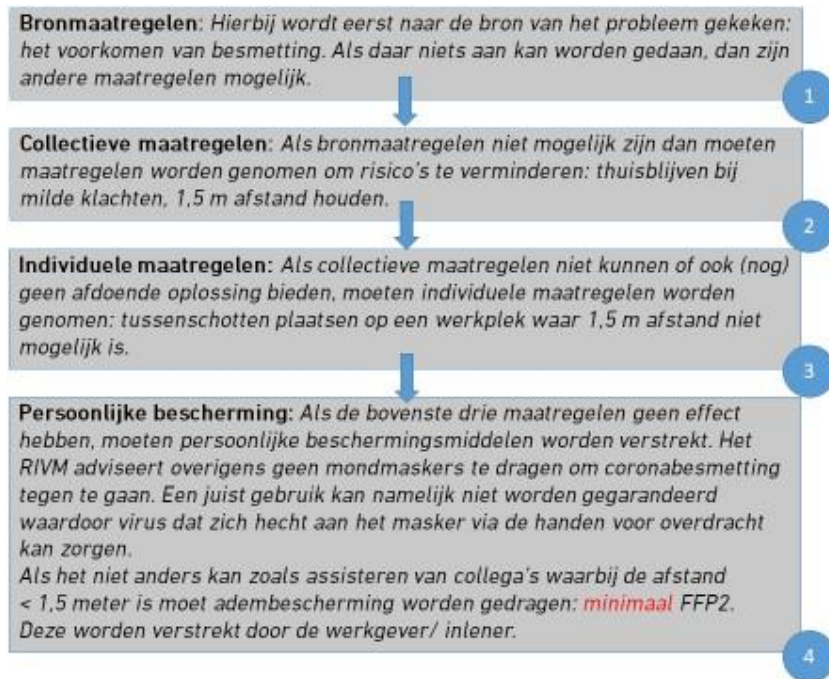 Bronmaatregelen: Hierbij wordt eerst naar de bron van het probleem gekeken:
het voorkomen van besmetting. Als daar niets aan kan worden gedaan, dan zijn
andere maatregelen mogelijk.
1
Collectieve maatregelen: Als bronmaatregelen niet mogelijk zijn dan moeten
maatregelen worden genomen om risico's te verminderen: thuisblijven bij
milde klachten, 1,5 m afstand houden.
2
Individuele maatregelen: Als collectieve maatregelen niet kunnen of ook (nog)
geen afdoende oplossing bieden, moeten individuele maatregelen worden
genomen: tussenschotten plaatsen op een werkplek waar 1,5 m afstand niet
mogelijk is.
3
Persoonlijke bescherming: Als de bovenste drie maatregelen geen effect
hebben, moeten persoonlijke beschermingsmiddelen worden verstrekt. Het
RIVM adviseert overigens geen mondmaskers te dragen om coronabesmetting
tegen te gaan. Een juist gebruik kan namelijk niet worden gegarandeerd
waardoor virus dat zich hecht aan het masker via de handen voor overdracht
kan zorgen.
Als het niet anders kan zoals assisteren van collega's waarbij de afstand
< 1,5 meter is moet adembescherming worden gedragen: minimaal FFP2.
Deze worden verstrekt door de werkgever/ inlener.
4